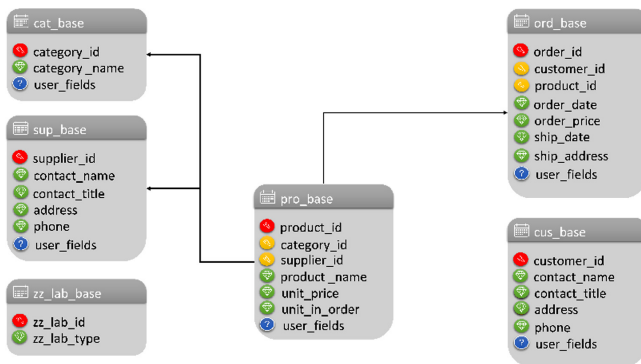 cat_base
category_id
category _name
user_fields
sup_base
supplier_id
contact_name
contact_title
address
phone
user_fields
zz_lab_base
zz_lab_id
zz_lab_type
pro_base
product_id
category_id
supplier_id
product _name
unit_price
unit_in_order
user_fields
ord_base
order_id
customer_id
product_id
order_date
order_price
ship_date
ship_address
user_fields
cus_base
customer_id
contact_name
contact_title
address
phone
user_fields